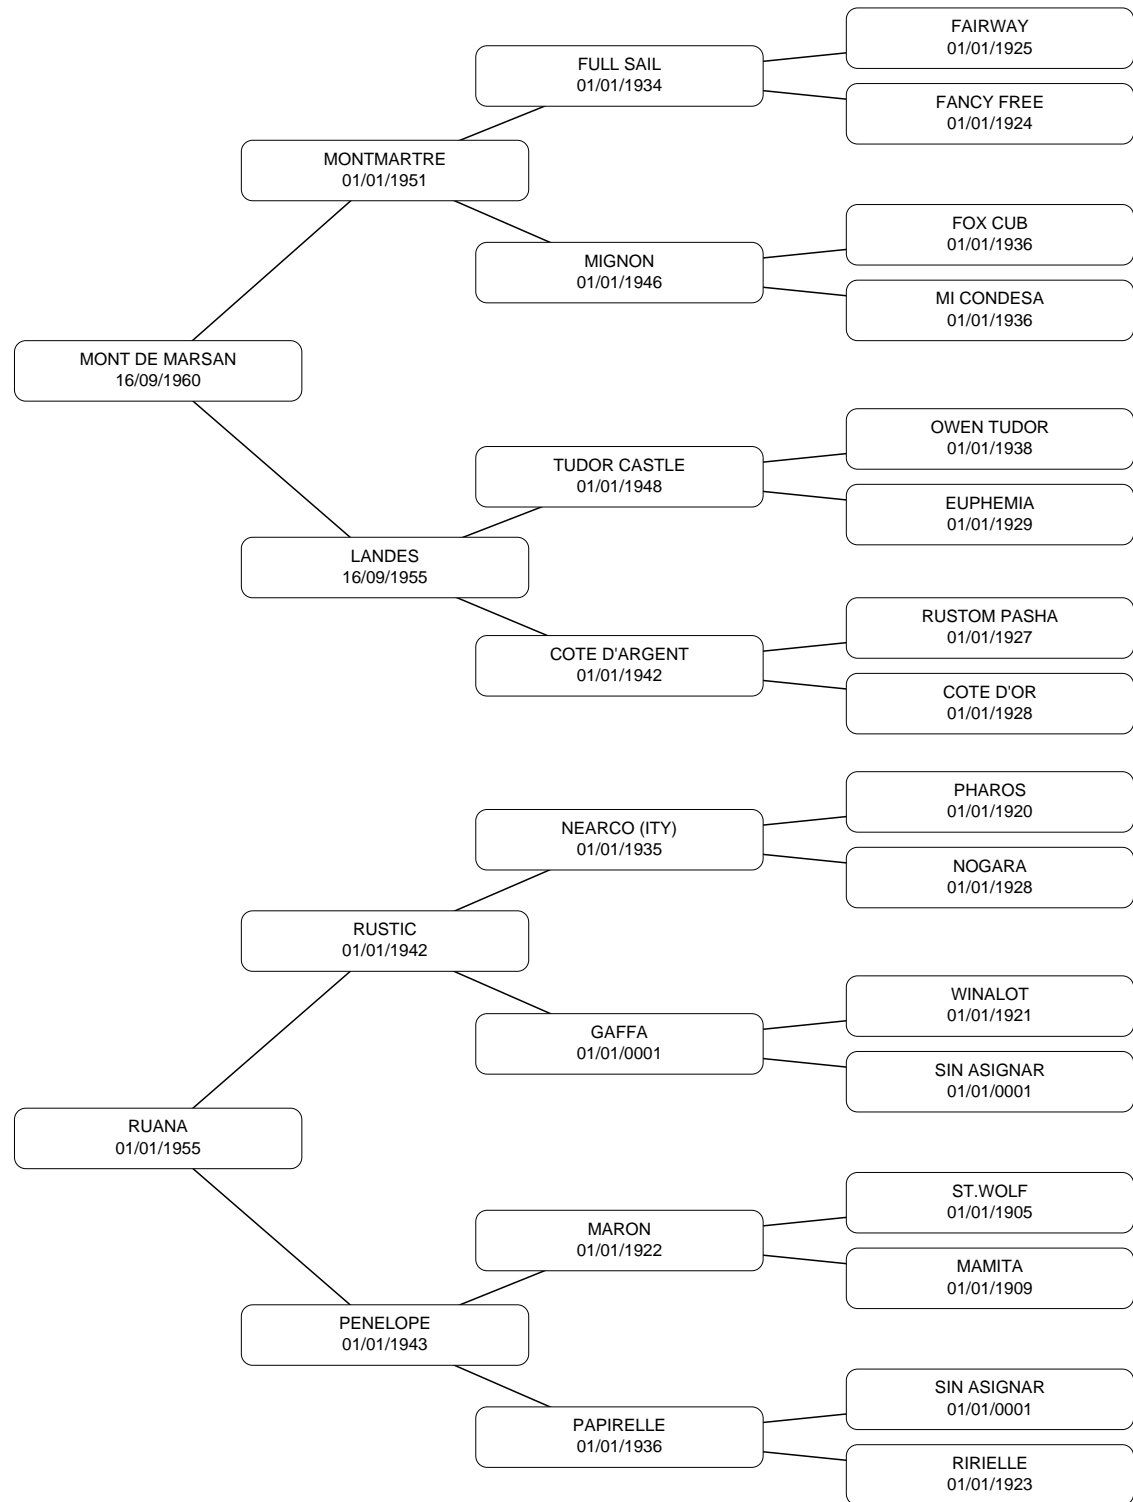 FAIRWAY
01/01/1925
FULL SAIL
01/01/1934
FANCY FREE
01/01/1924
MONTMARTRE
01/01/1951
FOX CUB
01/01/1936
MIGNON
01/01/1946
MI CONDESA
01/01/1936
MONT DE MARSAN
16/09/1960
OWEN TUDOR
01/01/1938
TUDOR CASTLE
01/01/1948
EUPHEMIA
01/01/1929
LANDES
16/09/1955
RUSTOM PASHA
01/01/1927
COTE D'ARGENT
01/01/1942
COTE D'OR
01/01/1928
PHAROS
01/01/1920
NEARCO (ITY)
01/01/1935
NOGARA
01/01/1928
RUSTIC
01/01/1942
WINALOT
01/01/1921
GAFFA
01/01/0001
SIN ASIGNAR
01/01/0001
RUANA
01/01/1955
ST.WOLF
01/01/1905
MARON
01/01/1922
MAMITA
01/01/1909
PENELOPE
01/01/1943
SIN ASIGNAR
01/01/0001
PAPIRELLE
01/01/1936
RIRIELLE
01/01/1923